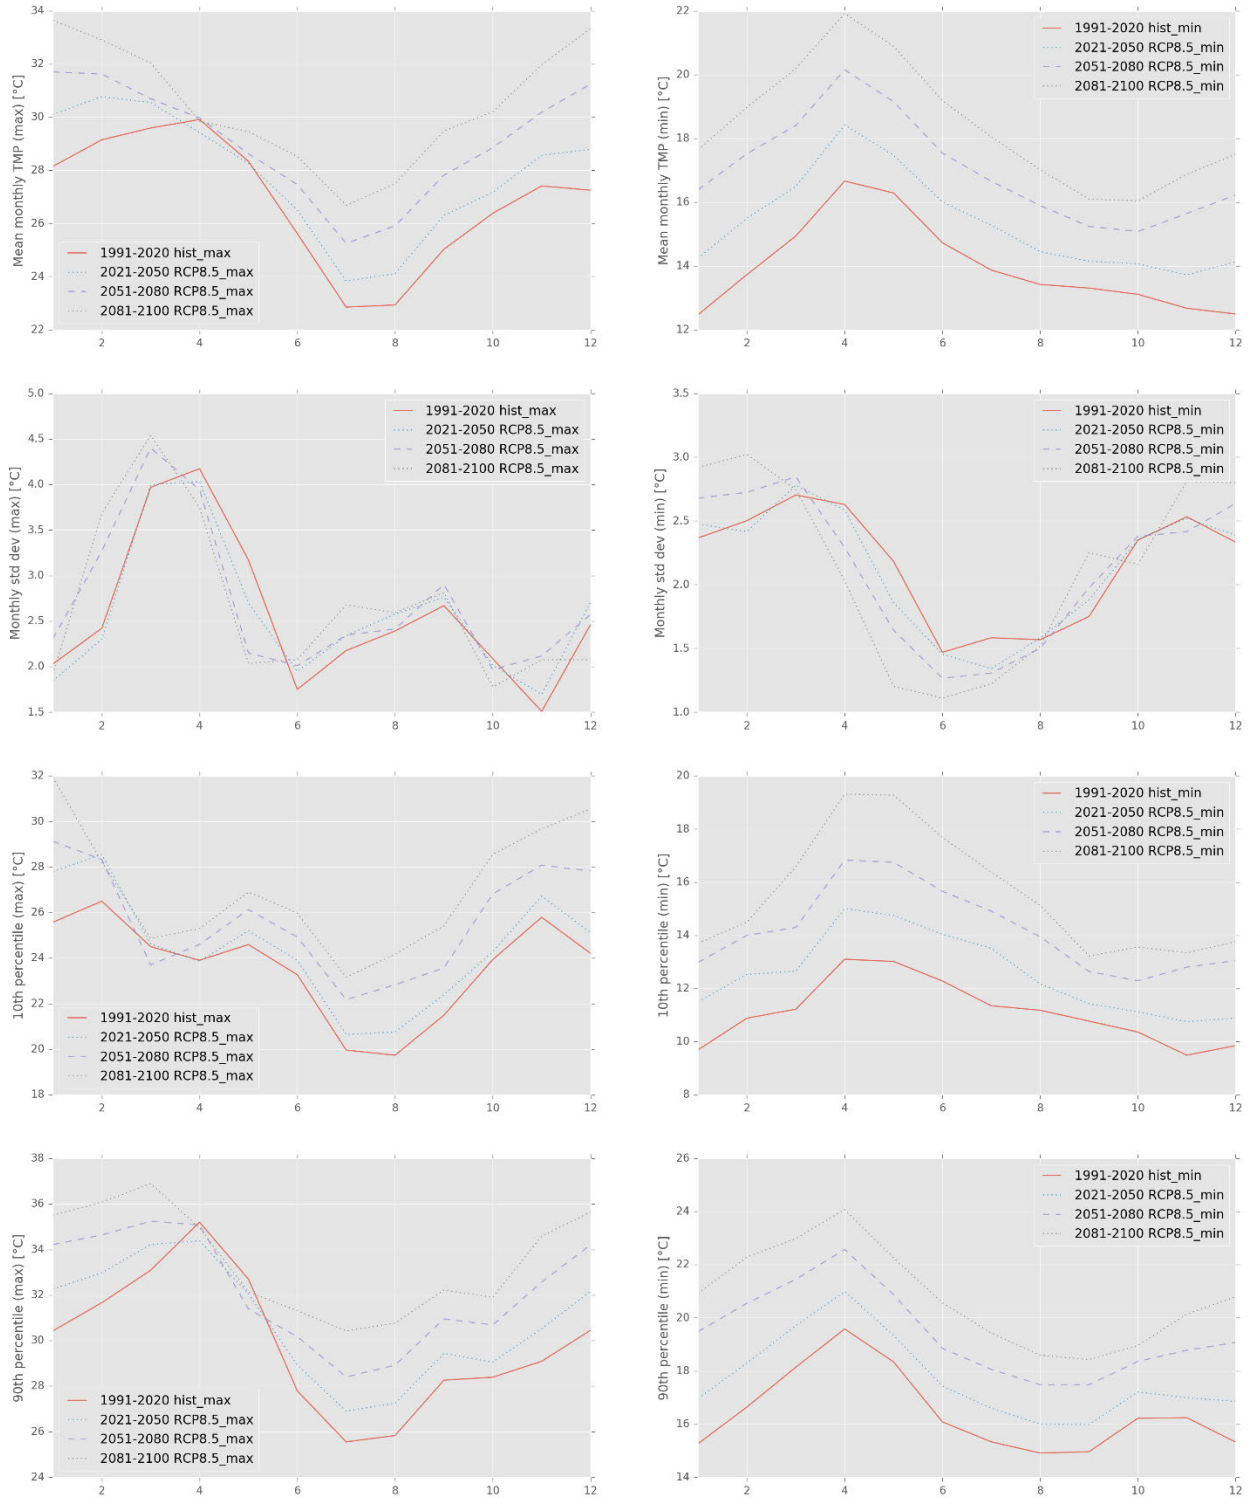 Mean monthly TMP (max) [°C]
34
32
30
28
26
24
22
1991-2020 hist_max
2021-2050 RCP8.5_max
2051-2080 RCP8.5_max
2081-2100 RCP8.5_max
2 4 6 8 10 12
Mean monthly TMP (min) [°C]
22
20
18
16
14
12
1991-2020 hist_min
2021-2050 RCP8.5_min
2051-2080 RCP8.5_min
2081-2100 RCP8.5_min
2 4 6 8 10 12
Monthly std dev (max) [°C]
5.0
4.5
4.0
3.5
3.0
2.5
2.0
1.5
1991-2020 hist_max
2021-2050 RCP8.5_max
2051-2080 RCP8.5_max
2081-2100 RCP8.5_max
2 4 6 8 10 12
Monthly std dev (min) [°C]
3.5
3.0
2.5
2.0
1.5
1.0
1991-2020 hist_min
2021-2050 RCP8.5_min
2051-2080 RCP8.5_min
2081-2100 RCP8.5_min
2 4 6 8 10 12
10th percentile (max) [°C]
32
30
28
26
24
22
20
18
1991-2020 hist_max
2021-2050 RCP8.5_max
2051-2080 RCP8.5_max
2081-2100 RCP8.5_max
2 4 6 8 10 12
10th percentile (min) [°C]
20
18
16
14
12
10
8
1991-2020 hist_min
2021-2050 RCP8.5_min
2051-2080 RCP8.5_min
2081-2100 RCP8.5_min
2 4 6 8 10 12
90th percentile (max) [°C]
38
36
34
32
30
28
26
24
1991-2020 hist_max
2021-2050 RCP8.5_max
2051-2080 RCP8.5_max
2081-2100 RCP8.5_max
2 4 6 8 10 12
90th percentile (min) [°C]
26
24
22
20
18
16
14
1991-2020 hist_min
2021-2050 RCP8.5_min
2051-2080 RCP8.5_min
2081-2100 RCP8.5_min
2 4 6 8 10 12